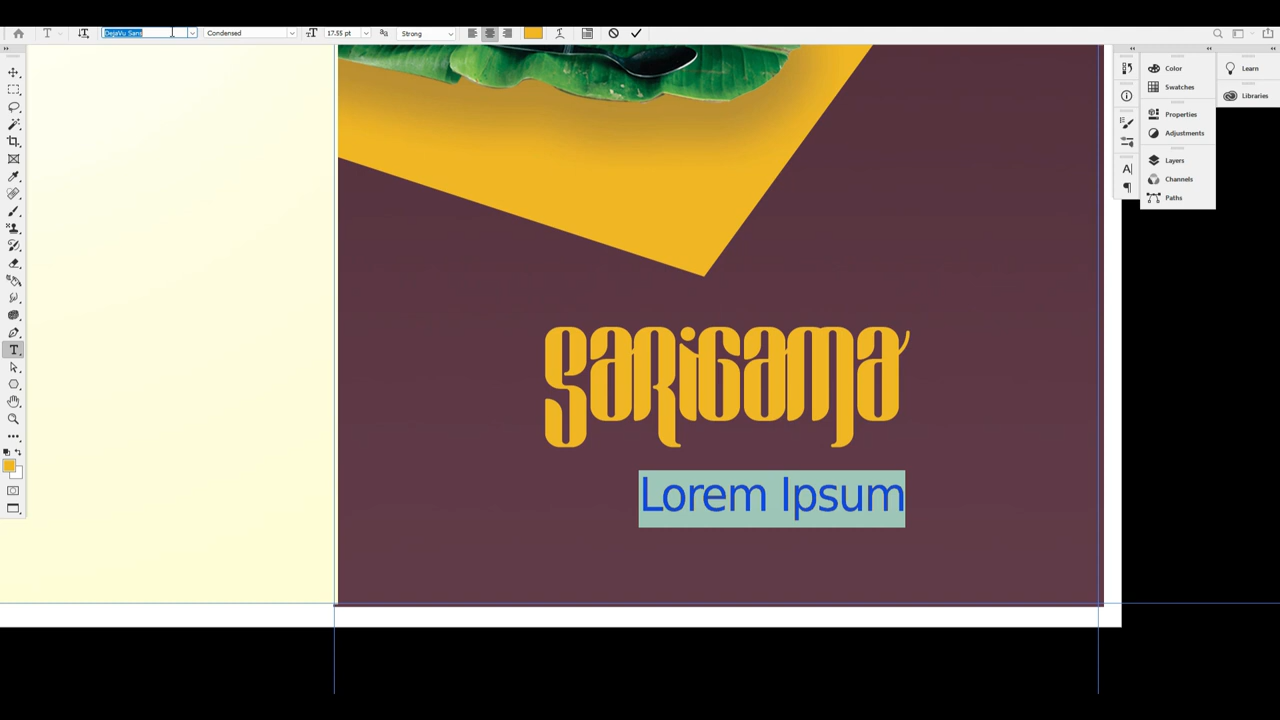 DejaVu Sans
Condensed
17.55 pt
Strong
Color
Learn
Swatches
Libraries
Properties
Adjustments
Layers
Channels
Paths
SARIGAMA
Lorem Ipsum